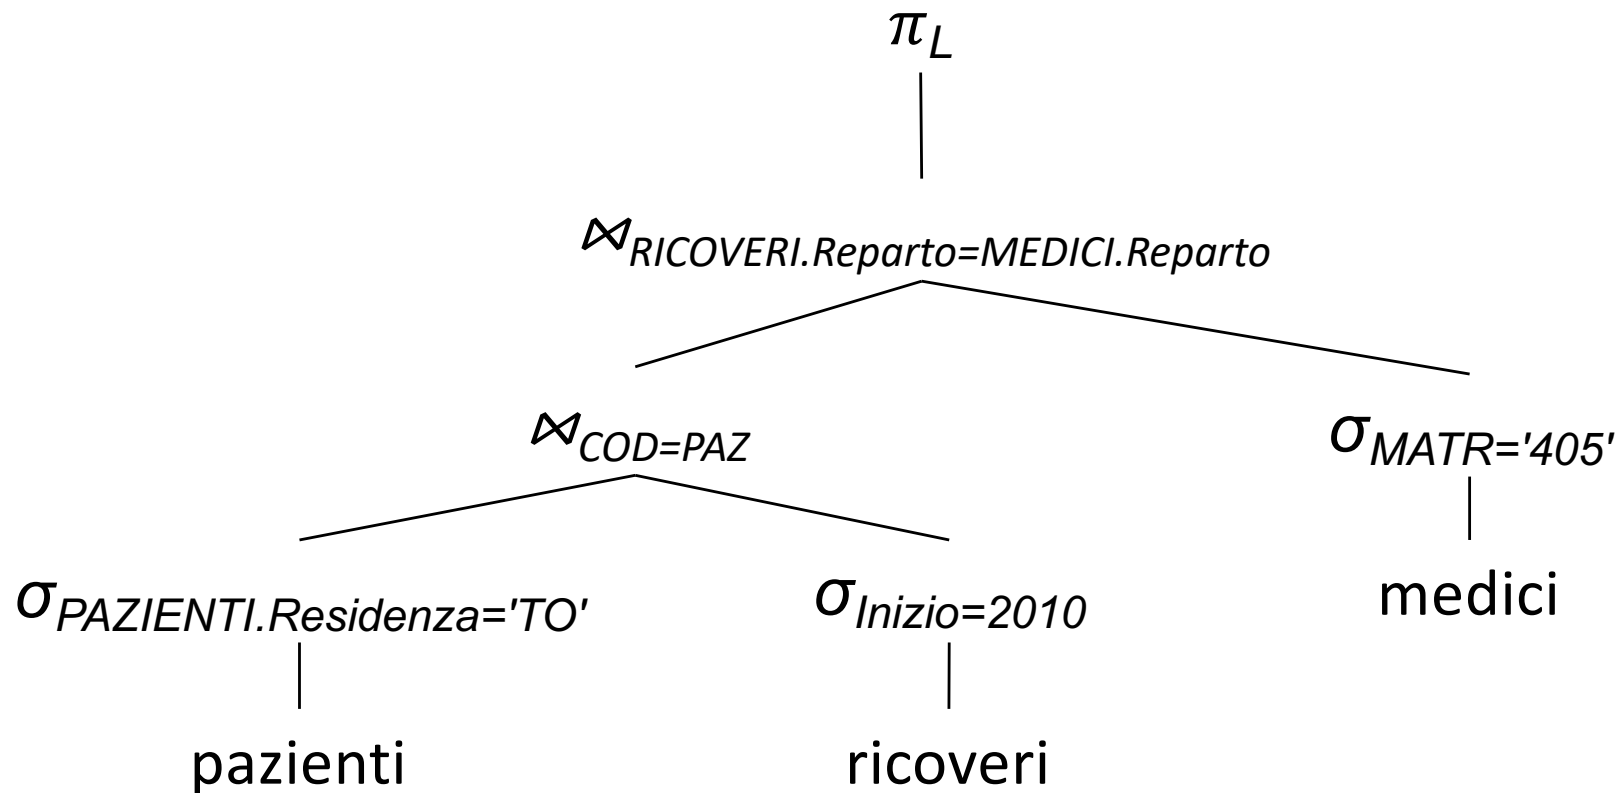 π_L
⋈_RICOVERI.Reparto=MEDICI.Reparto
⋈_COD=PAZ
σ_MATR='405'
σ_PAZIENTI.Residenza='TO'
σ_Inizio=2010
medici
pazienti
ricoveri